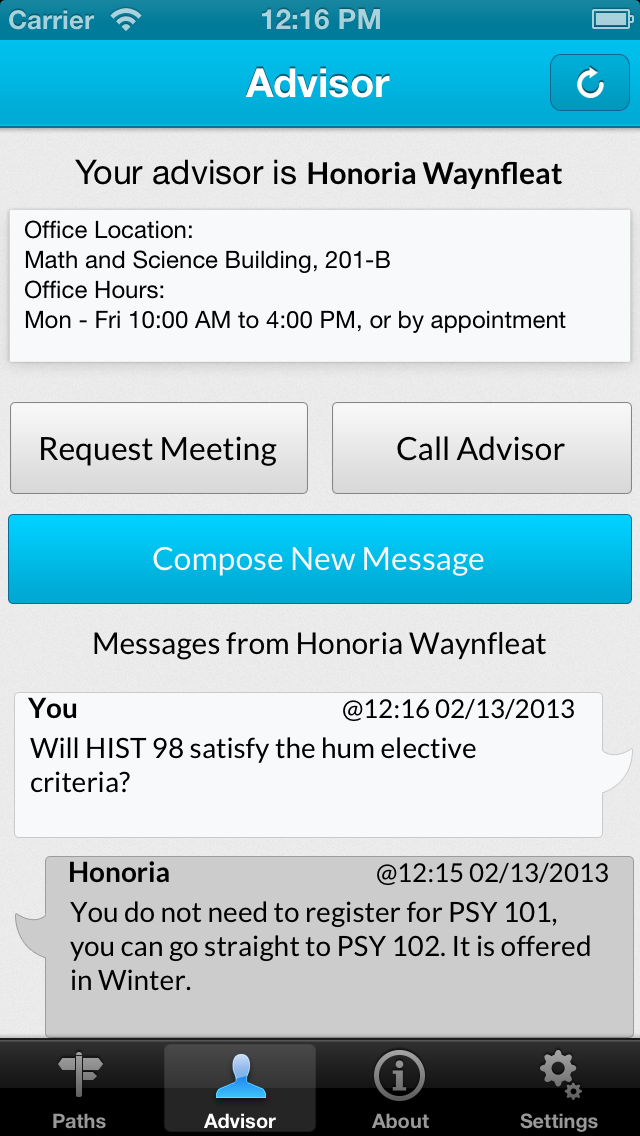 Carrier 12:16 PM
Advisor
Your advisor is Honoria Waynfleat
Office Location:
Math and Science Building, 201-B
Office Hours:
Mon - Fri 10:00 AM to 4:00 PM, or by appointment
Request Meeting Call Advisor
Compose New Message
Messages from Honoria Waynfleat
You @12:16 02/13/2013
Will HIST 98 satisfy the hum elective
criteria?
Honoria @12:15 02/13/2013
You do not need to register for PSY 101,
you can go straight to PSY 102. It is offered
in Winter.
Paths Advisor About Settings